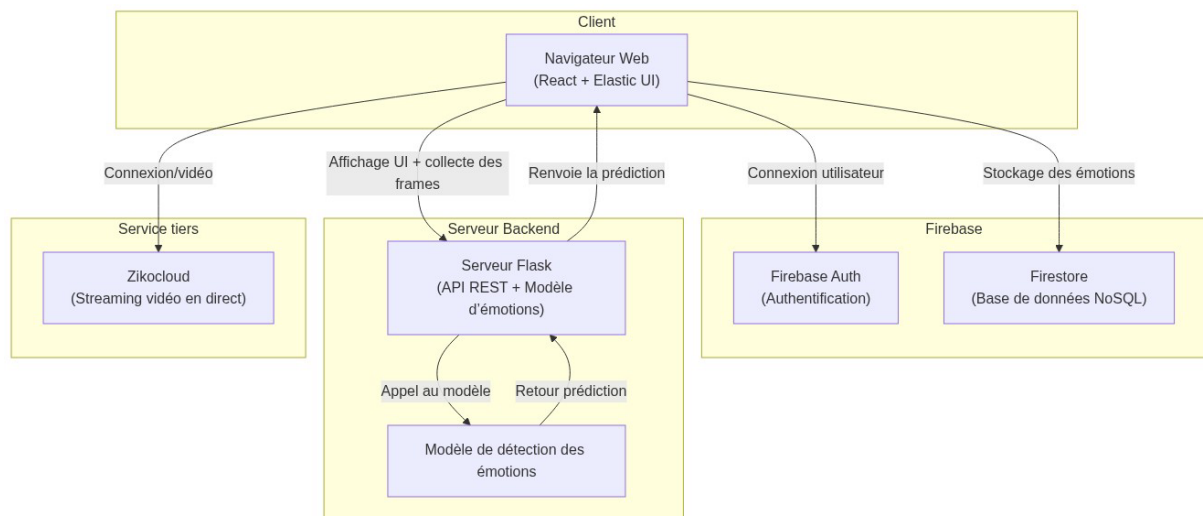 Client
Navigateur Web
(React + Elastic UI)
Connexion/vidéo
Affichage UI + collecte des
frames
Renvoie la prédiction
Connexion utilisateur
Stockage des émotions
Service tiers
Zikocloud
(Streaming vidéo en direct)
Serveur Backend
Serveur Flask
(API REST + Modèle
d’émotions)
Appel au modèle
Retour prédiction
Modèle de détection des
émotions
Firebase
Firebase Auth
(Authentification)
Firestore
(Base de données NoSQL)